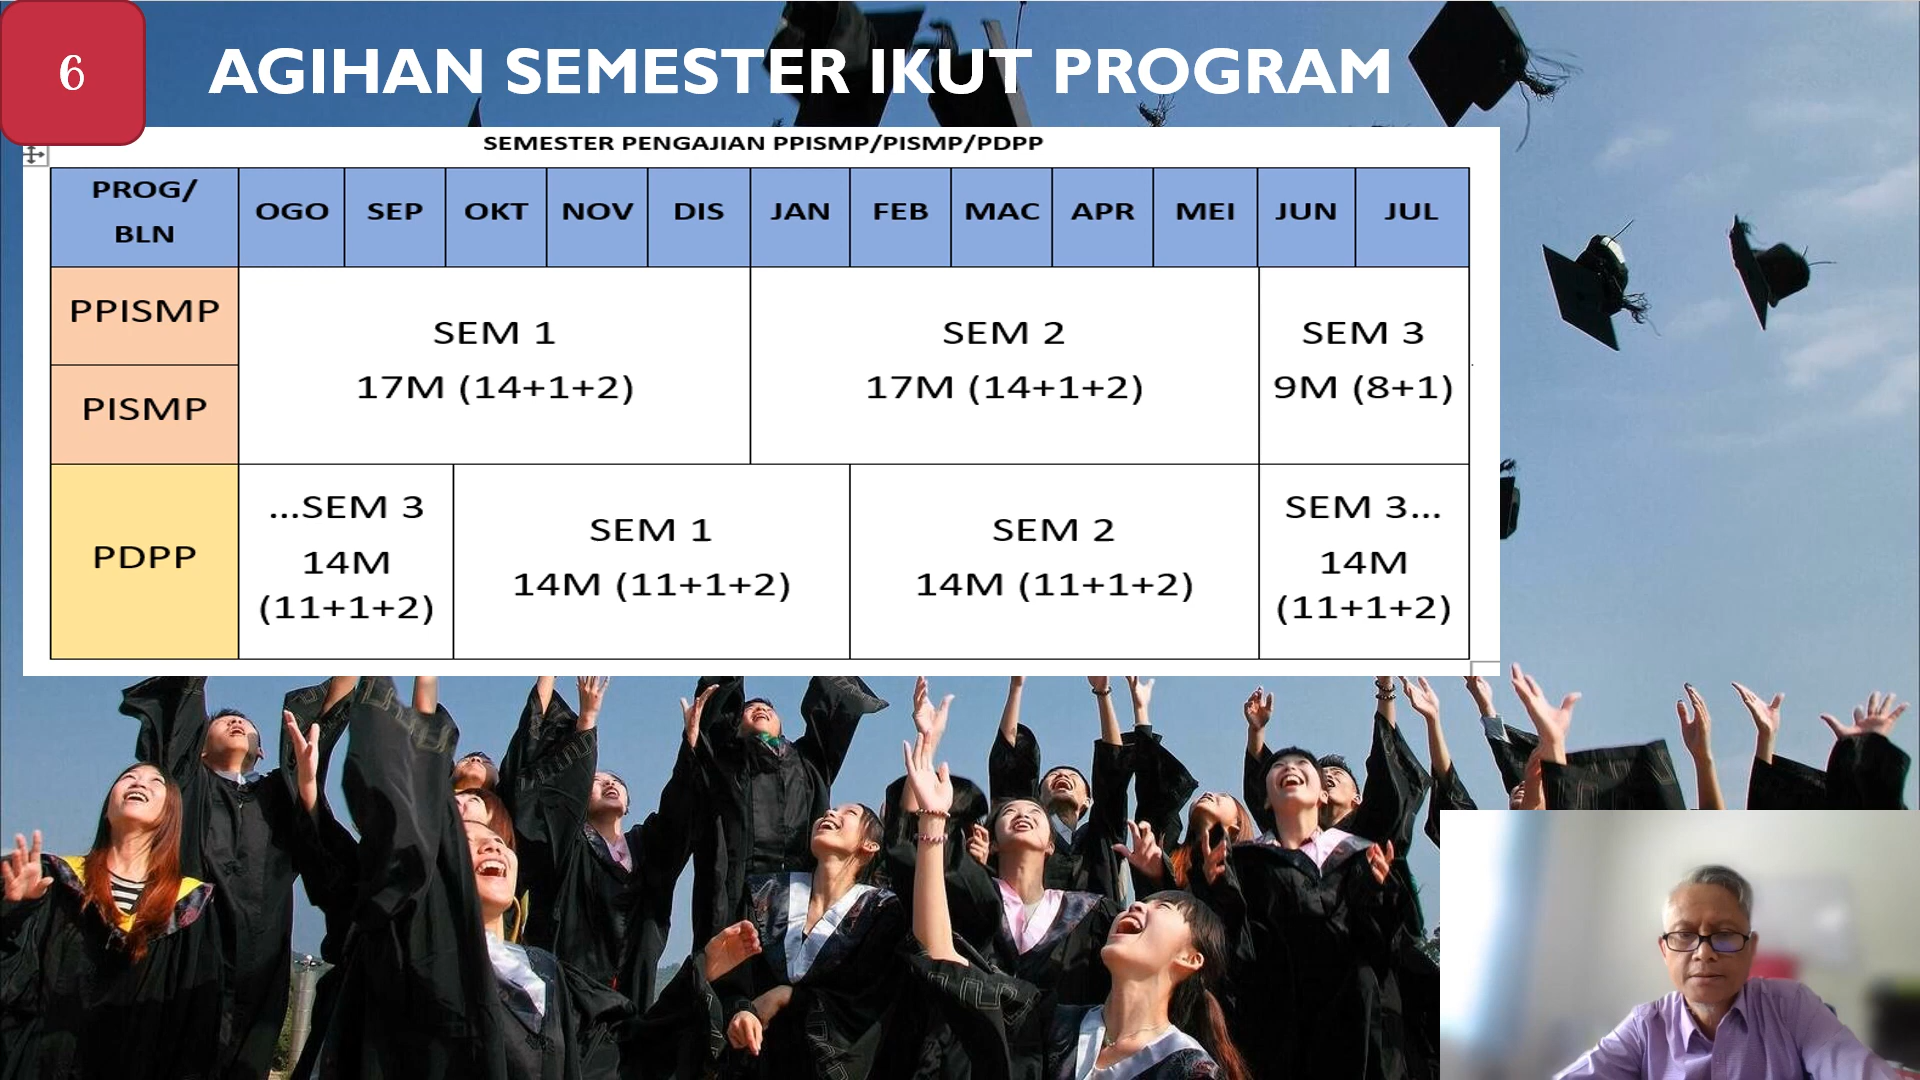 6
AGIHAN SEMESTER IKUT PROGRAM
SEMESTER PENGAJIAN PPISMP/PISMP/PDPP
PROG/
BLN
OGO SEP OKT NOV DIS JAN FEB MAC APR MEI JUN JUL
PPISMP
PISMP
SEM 1
17M (14+1+2)
SEM 2
17M (14+1+2)
SEM 3
9M (8+1)
PDPP
...SEM 3
14M
(11+1+2)
SEM 1
14M (11+1+2)
SEM 2
14M (11+1+2)
SEM 3...
14M
(11+1+2)